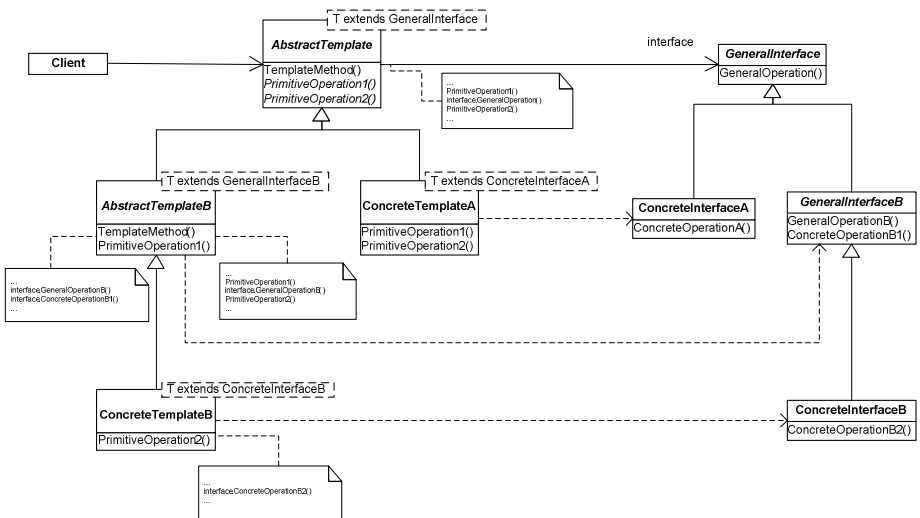 T extends GeneralInterface
AbstractTemplate
TemplateMethod()
PrimitiveOperation1()
PrimitiveOperation2()
Client
interface
GeneralInterface
GeneralOperation()
...
PrimitiveOperation1()
interface.GeneralOperation()
PrimitiveOperation2()
...
T extends GeneralInterfaceB
AbstractTemplateB
TemplateMethod()
PrimitiveOperation1()
T extends ConcreteInterfaceA
ConcreteTemplateA
PrimitiveOperation1()
PrimitiveOperation2()
ConcreteInterfaceA
ConcreteOperationA()
GeneralInterfaceB
GeneralOperationB()
ConcreteOperationB1()
...
interface.GeneralOperationB()
interface.ConcreteOperationB1()
...
...
PrimitiveOperation1()
interface.GeneralOperationB()
PrimitiveOperation2()
...
T extends ConcreteInterfaceB
ConcreteTemplateB
PrimitiveOperation2()
ConcreteInterfaceB
ConcreteOperationB2()
...
interface.ConcreteOperationB2()
...